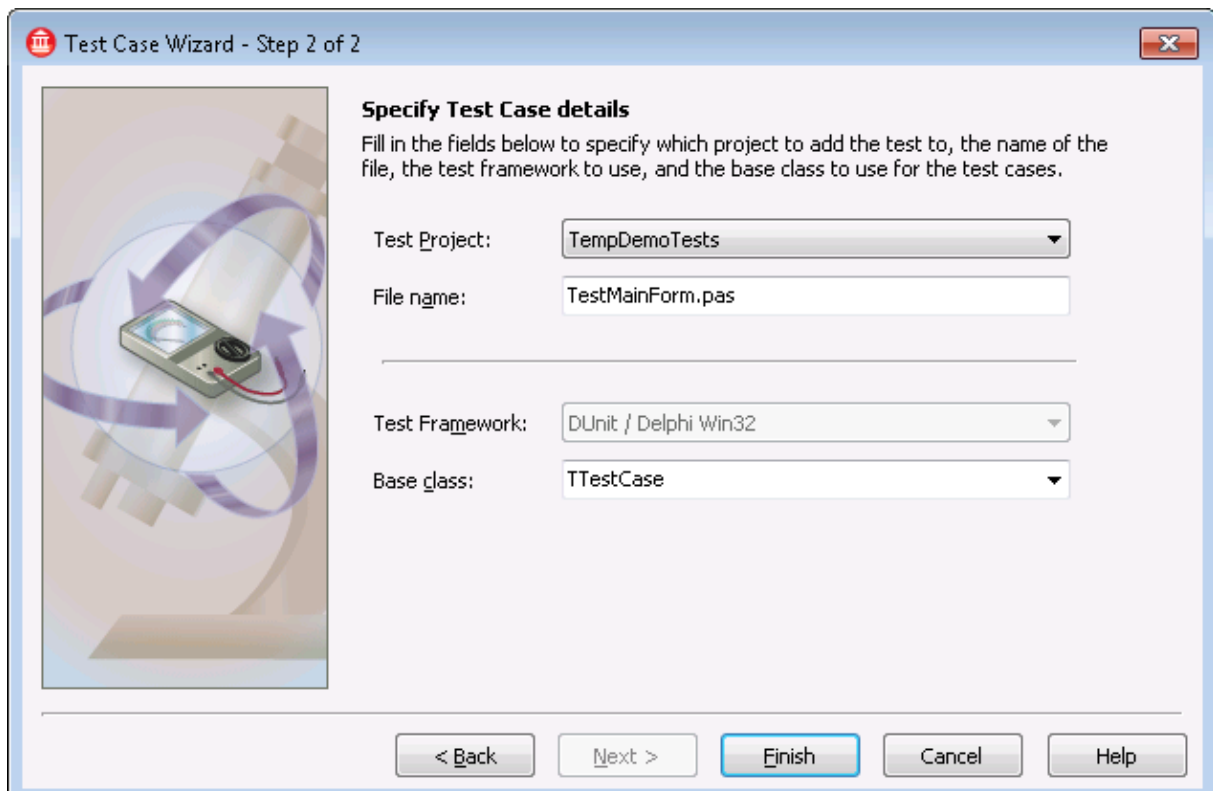 Test Case Wizard - Step 2 of 2
Specify Test Case details
Fill in the fields below to specify which project to add the test to, the name of the
file, the test framework to use, and the base class to use for the test cases.
Test Project: TempDemoTests
File name: TestMainForm.pas
Test Framework: DUnit / Delphi Win32
Base class: TTestCase
< Back Next > Finish Cancel Help